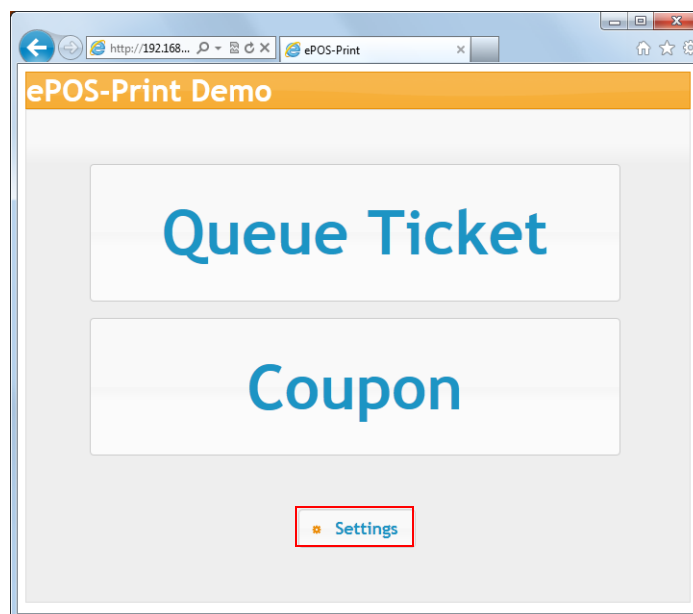 http://192.168...
ePOS-Print
ePOS-Print Demo
Queue Ticket
Coupon
Settings